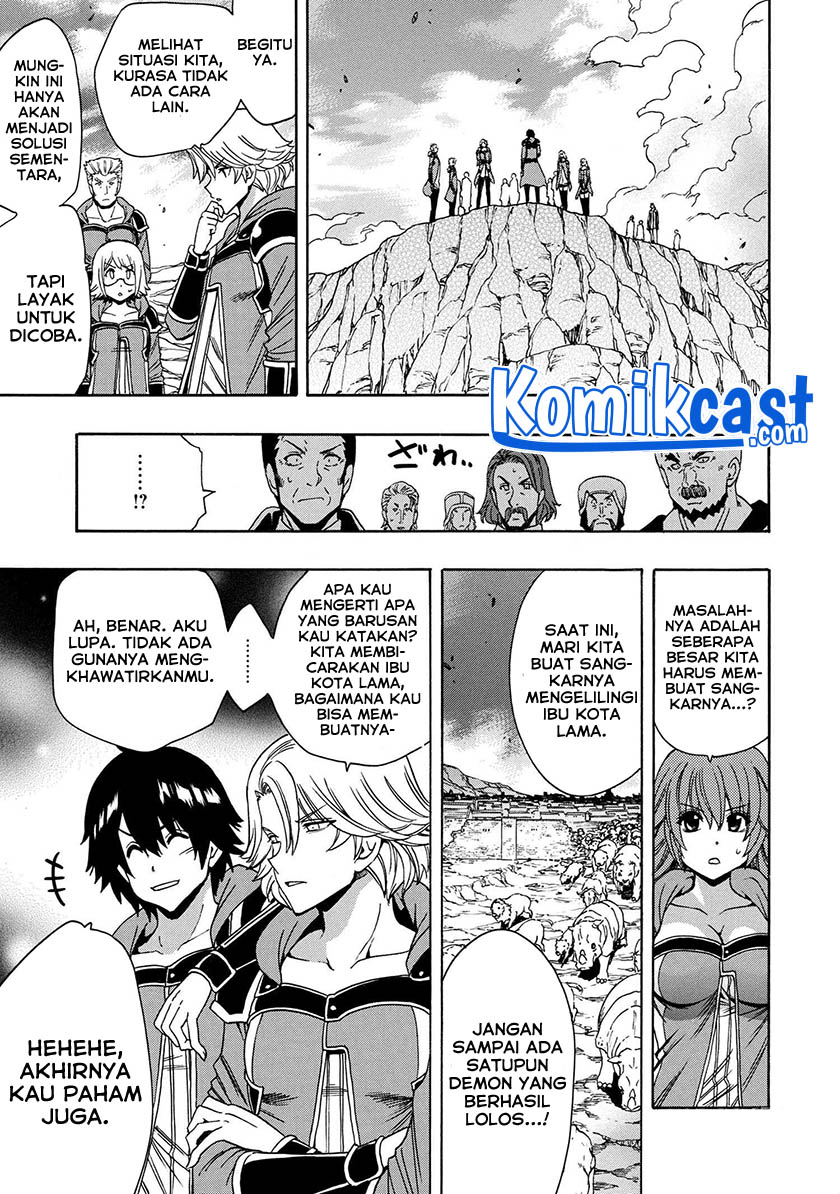 BEGITU
YA.
MELIHAT
SITUASI KITA,
KURASA TIDAK
ADA CARA
LAIN.
MUNG-
KIN INI
HANYA
AKAN
MENJADI
SOLUSI
SEMEN-
TARA,
TAPI
LAYAK
UNTUK
DICOBA.
Komikcast
.com
ざわ..
........
!?
MASALAH-
NYA ADALAH
SEBERAPA
BESAR KITA
HARUS MEM-
BUAT SANG-
KARNYA...?
SAAT INI,
MARI KITA
BUAT SANG-
KARNYA
MENGELILINGI
IBU KOTA
LAMA.
JANGAN
SAMPAI ADA
SATUPUN
DEMON YANG
BERHASIL
LOLOS...!
APA KAU
MENGERTI APA
YANG BARUSAN
KAU KATAKAN?
KITA MEMBI-
CARAKAN IBU
KOTA LAMA,
BAGAIMANA KAU
BISA MEM-
BUATNYA-
........
AH, BENAR. AKU
LUPA. TIDAK ADA
GUNANYA MENG-
KHAWATIRKANMU.
HEHEHE,
AKHIRNYA
KAU PAHAM
JUGA.